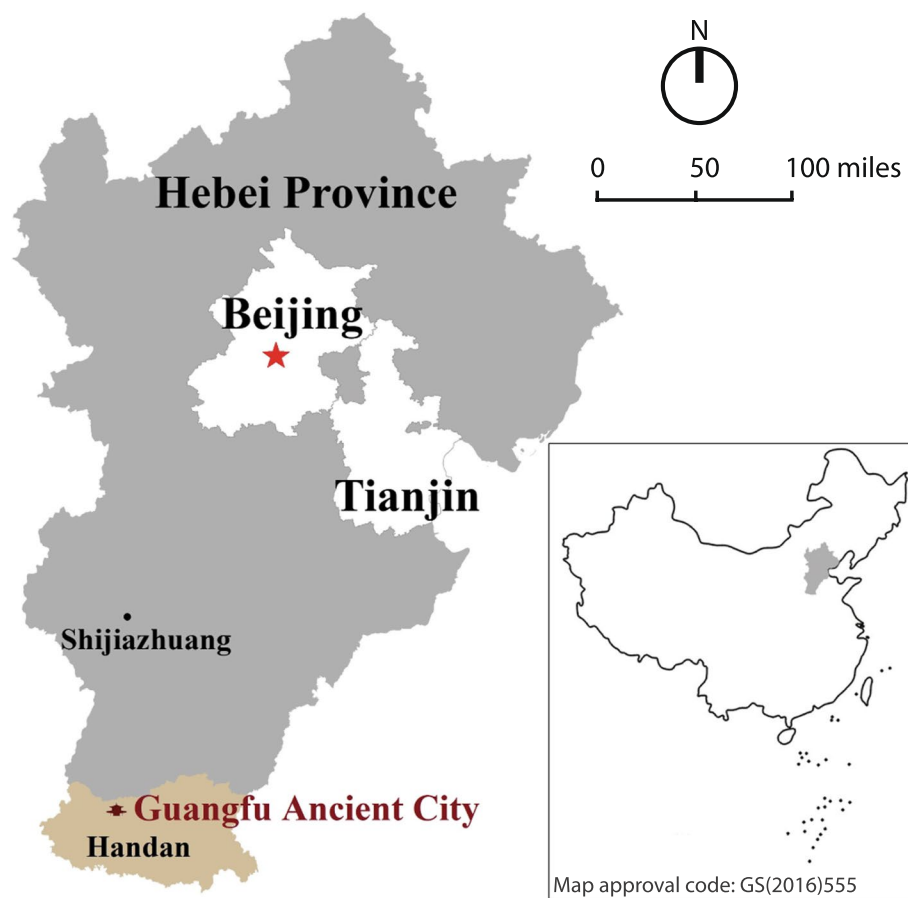 N
0 50 100 miles
Hebei Province
Beijing
Tianjin
Shijiazhuang
Guangfu Ancient City
Handan
Map approval code: GS(2016)555